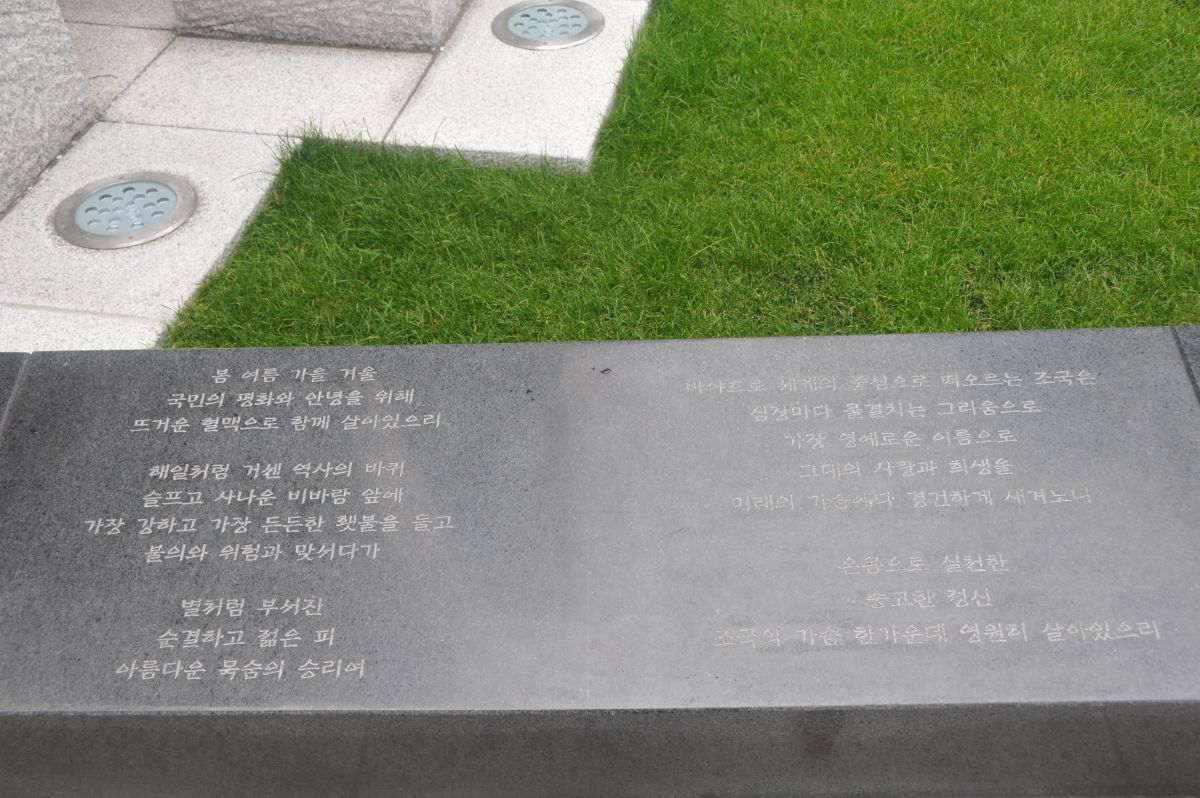 봄 여름 가을 겨울
국민의 평화와 안녕을 위해
뜨거운 혈맥으로 함께 살아있으리
해일처럼 거센 역사의 바퀴
슬프고 사나운 비바람 앞에
가장 강하고 가장 든든한 횃불을 들고
불의와 위험과 맞서다가
별처럼 부서진
순결하고 젊은 피
아름다운 목숨의 승리여
바야흐로 세계의 중심으로 떠오르는 조국은
심장마다 물결치는 그리움으로
가장 영예로운 이름으로
그대의 사랑과 희생을
미래의 가슴에다 경건하게 새겨노니
온몸으로 실천한
숭고한 정신
조국의 가슴 한가운데 영원히 살아있으리